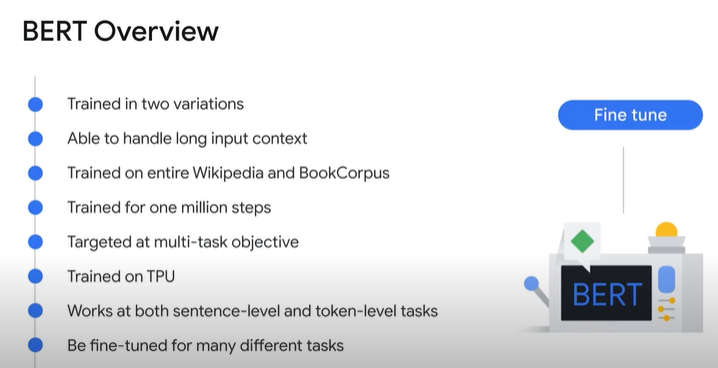 BERT Overview
Trained in two variations
Able to handle long input context
Trained on entire Wikipedia and BookCorpus
Trained for one million steps
Targeted at multi-task objective
Trained on TPU
Works at both sentence-level and token-level tasks
Be fine-tuned for many different tasks
Fine tune
BERT